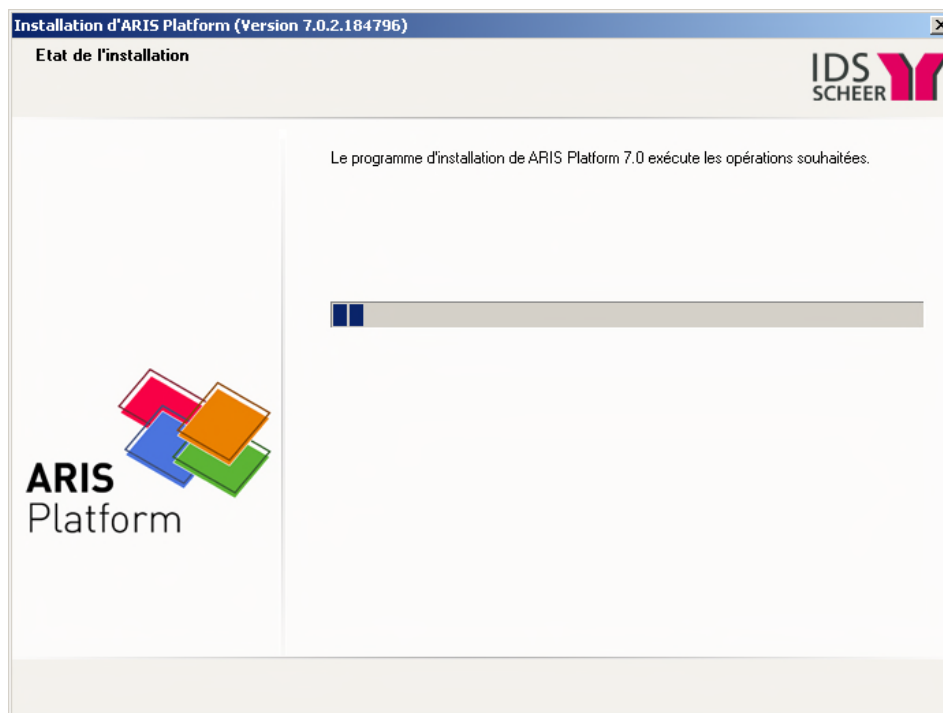 Installation d'ARIS Platform (Version 7.0.2.184796)
Etat de l'installation
IDS
SCHEER
Le programme d'installation de ARIS Platform 7.0 exécute les opérations souhaitées.
ARIS
Platform